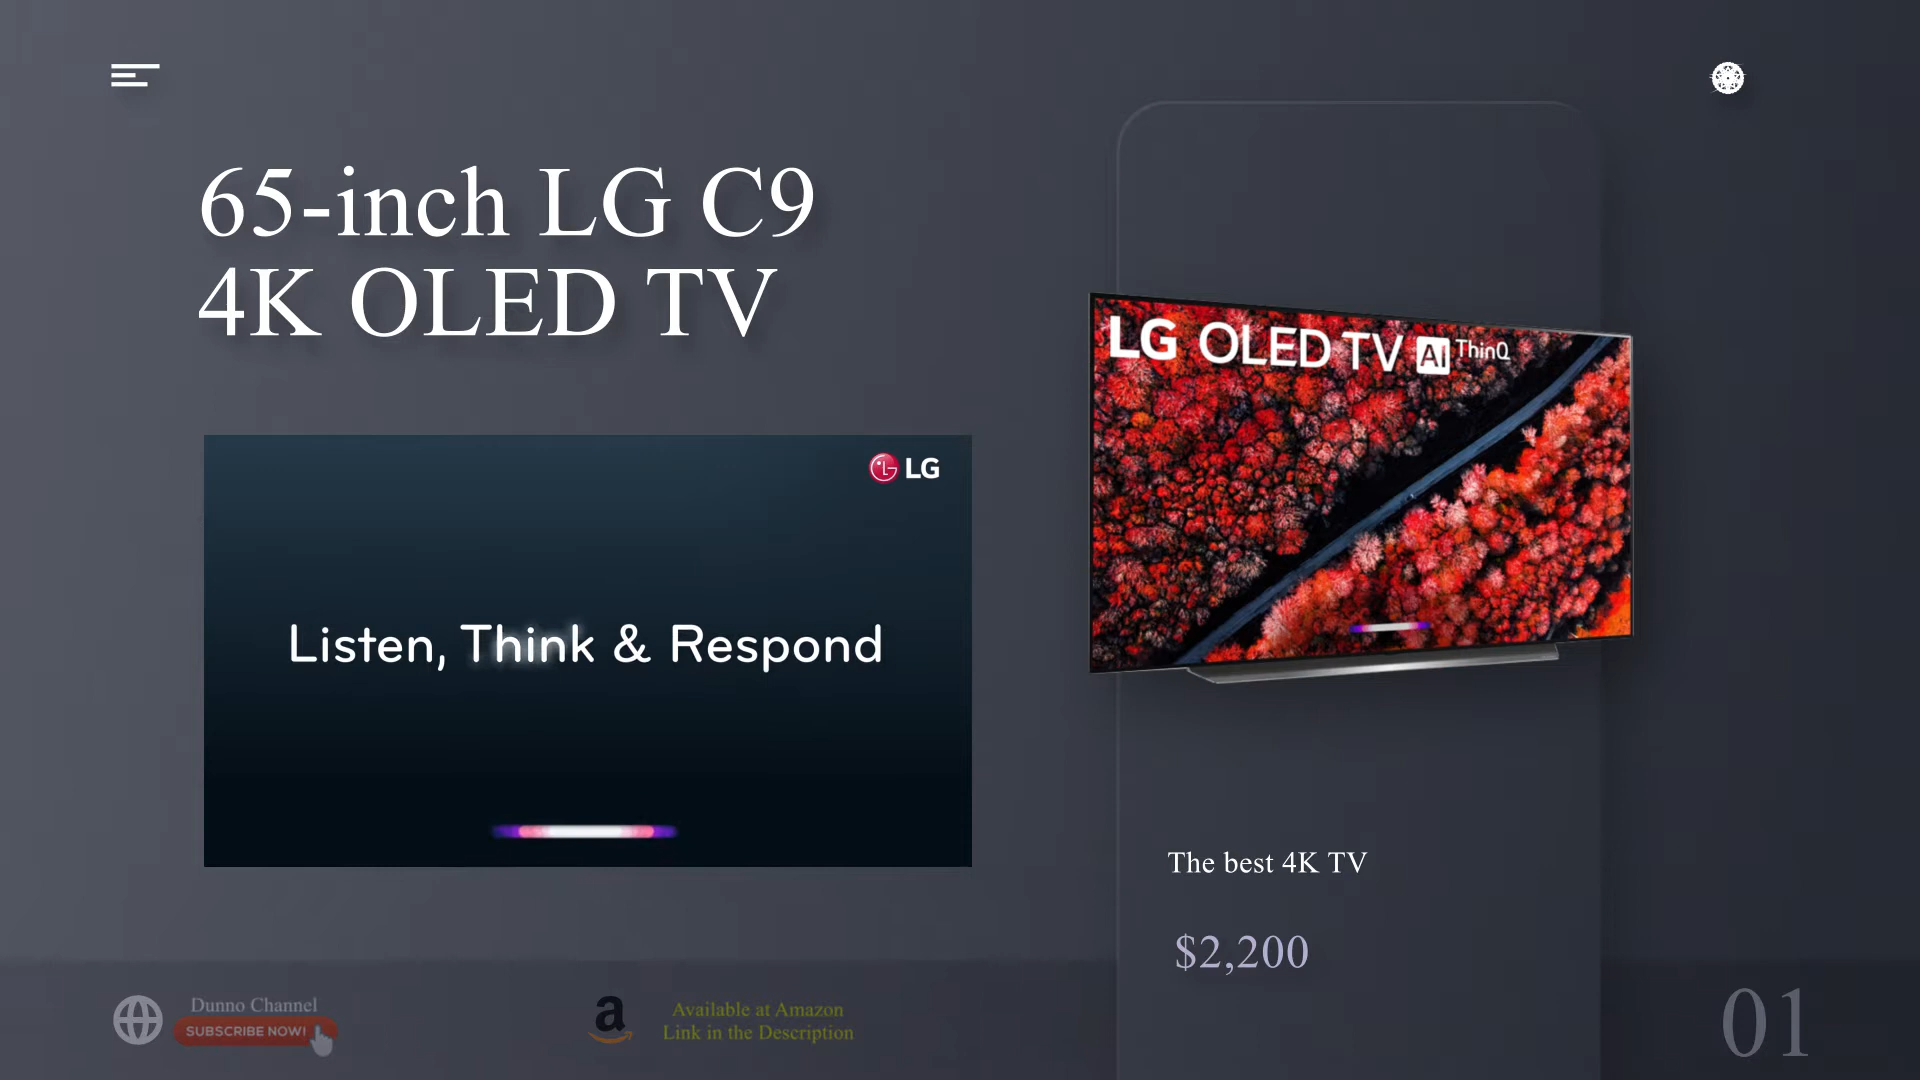 65-inch LG C9
4K OLED TV
LG OLED TV AI ThinQ
LG
Listen, Think & Respond
The best 4K TV
$2,200
Dunno Channel
SUBSCRIBE NOW!
a
Available at Amazon
Link in the Description
01